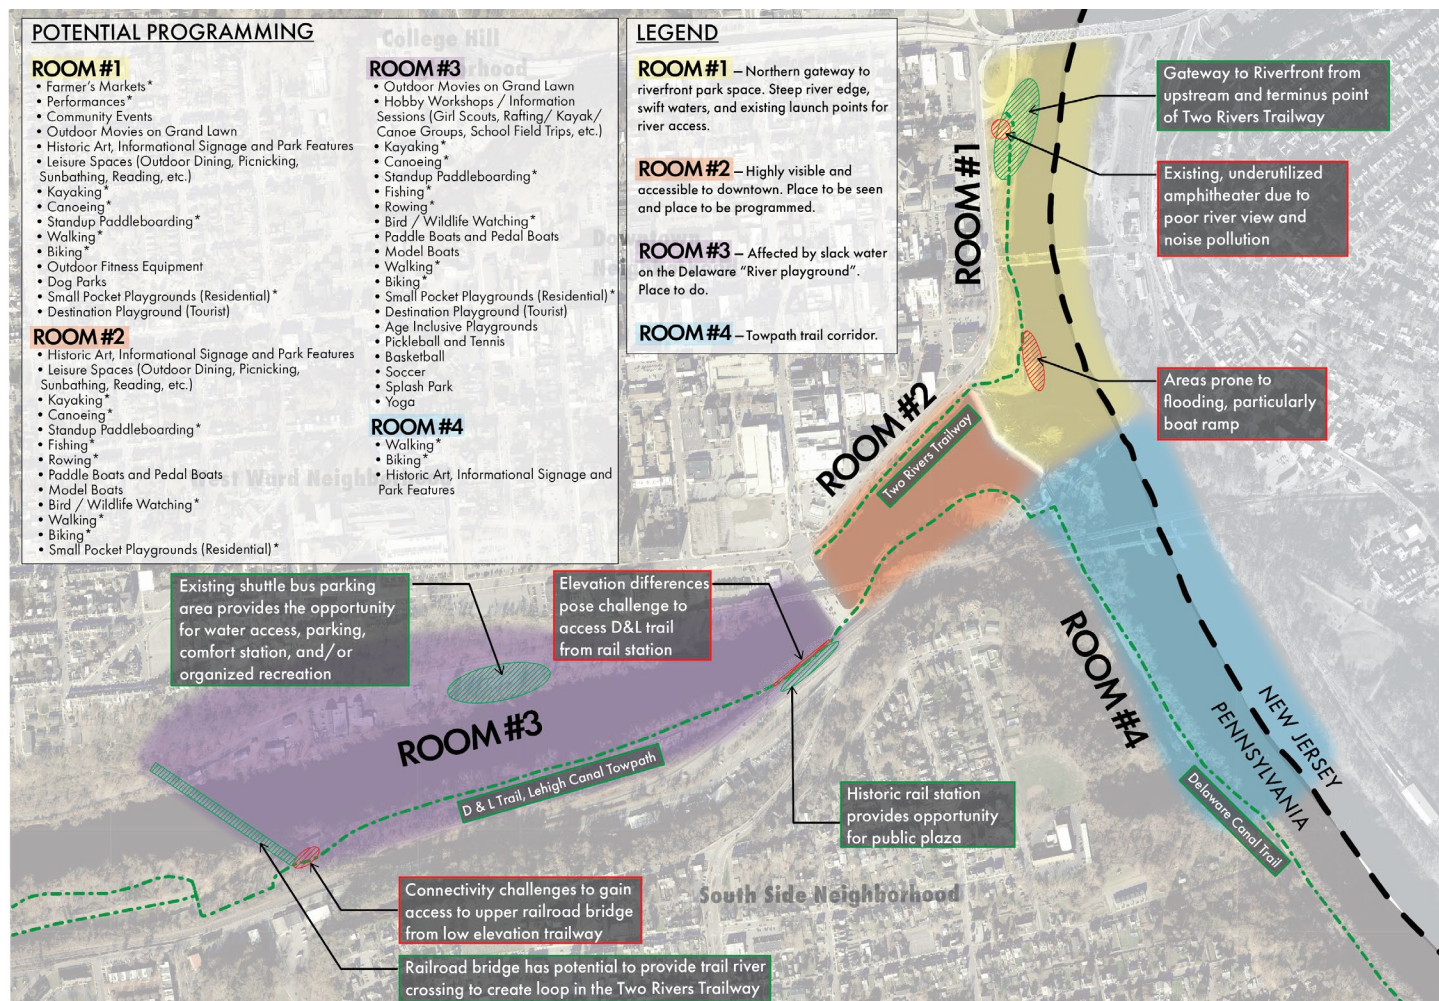 POTENTIAL PROGRAMMING
ROOM #1
• Farmer's Markets*
• Performances*
• Community Events
• Outdoor Movies on Grand Lawn
• Historic Art, Informational Signage and Park Features
• Leisure Spaces (Outdoor Dining, Picnicking,
Sunbathing, Reading, etc.)
• Kayaking*
• Canoeing*
• Standup Paddleboarding*
• Walking*
• Biking*
• Outdoor Fitness Equipment
• Dog Parks
• Small Pocket Playgrounds (Residential)*
• Destination Playground (Tourist)
ROOM #2
• Historic Art, Informational Signage and Park Features
• Leisure Spaces (Outdoor Dining, Picnicking,
Sunbathing, Reading, etc.)
• Kayaking*
• Canoeing*
• Standup Paddleboarding*
• Fishing*
• Rowing*
• Paddle Boats and Pedal Boats
• Model Boats
• Bird / Wildlife Watching*
• Walking*
• Biking*
• Small Pocket Playgrounds (Residential)*
ROOM #3
• Outdoor Movies on Grand Lawn
• Hobby Workshops / Information
Sessions (Girl Scouts, Rafting/ Kayak/
Canoe Groups, School Field Trips, etc.)
• Kayaking*
• Canoeing*
• Standup Paddleboarding*
• Fishing*
• Rowing*
• Bird / Wildlife Watching*
• Paddle Boats and Pedal Boats
• Model Boats
• Walking*
• Biking*
• Small Pocket Playgrounds (Residential)*
• Destination Playground (Tourist)
• Age Inclusive Playgrounds
• Pickleball and Tennis
• Basketball
• Soccer
• Splash Park
• Yoga
ROOM #4
• Walking*
• Biking*
• Historic Art, Informational Signage and
Park Features
College Hill
LEGEND
ROOM #1 – Northern gateway to
riverfront park space. Steep river edge,
swift waters, and existing launch points for
river access.
ROOM #2 – Highly visible and
accessible to downtown. Place to be seen
and place to be programmed.
ROOM #3 – Affected by slack water
on the Delaware "River playground".
Place to do.
ROOM #4 – Towpath trail corridor.
Gateway to Riverfront from
upstream and terminus point
of Two Rivers Trailway
Existing, underutilized
amphitheater due to
poor river view and
noise pollution
Areas prone to
flooding, particularly
boat ramp
ROOM #1
ROOM #2
Two Rivers Trailway
Existing shuttle bus parking
area provides the opportunity
for water access, parking,
comfort station, and/or
organized recreation
Elevation differences
pose challenge to
access D&L trail
from rail station
ROOM #3
D & L Trail, Lehigh Canal Towpath
ROOM #4
NEW JERSEY
PENNSYLVANIA
Delaware Canal Trail
Historic rail station
provides opportunity
for public plaza
South Side Neighborhood
Connectivity challenges to gain
access to upper railroad bridge
from low elevation trailway
Railroad bridge has potential to provide trail river
crossing to create loop in the Two Rivers Trailway